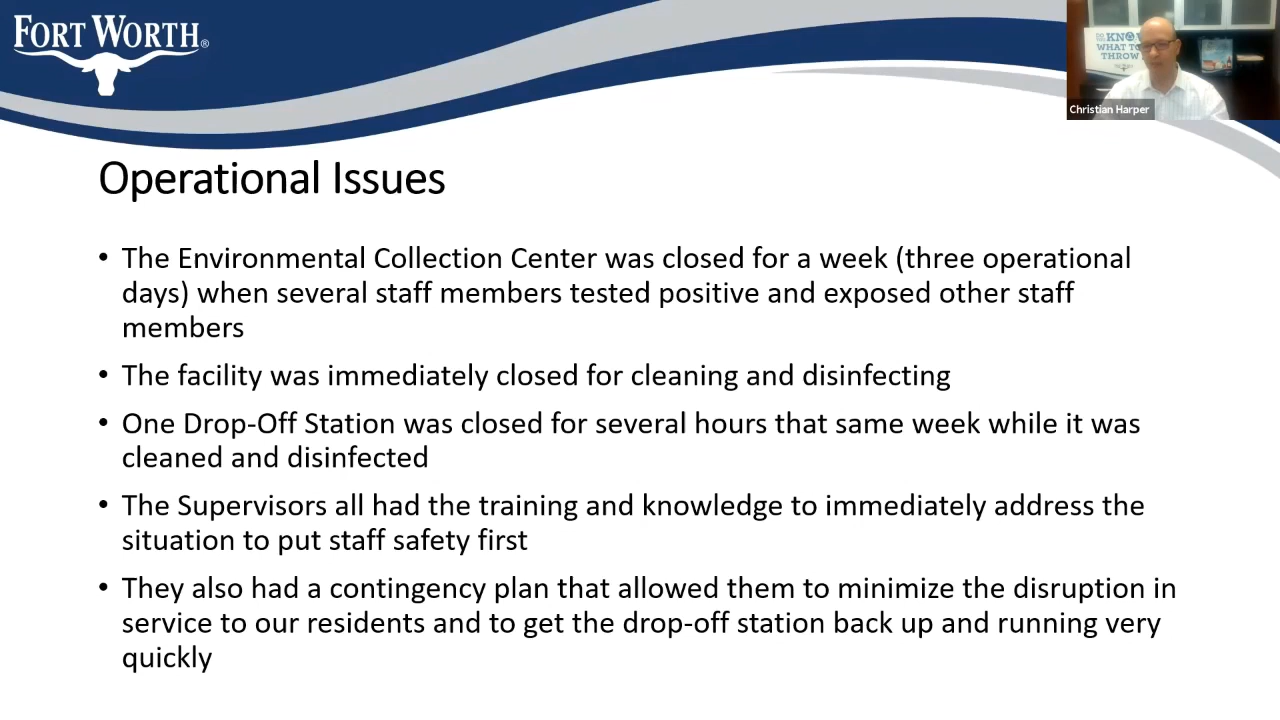 FORT WORTH®
KNOW
WHAT TO
THROW
Christian Harper
Operational Issues
• The Environmental Collection Center was closed for a week (three operational
days) when several staff members tested positive and exposed other staff
members
• The facility was immediately closed for cleaning and disinfecting
• One Drop-Off Station was closed for several hours that same week while it was
cleaned and disinfected
• The Supervisors all had the training and knowledge to immediately address the
situation to put staff safety first
• They also had a contingency plan that allowed them to minimize the disruption in
service to our residents and to get the drop-off station back up and running very
quickly